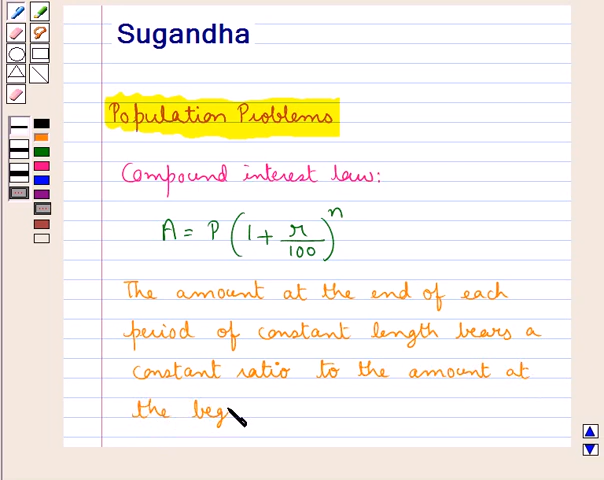 Sugandha
Population Problems
Compound interest law:
A = P (1 + r/100)^n
The amount at the end of each
period of constant length bears a
constant ratio to the amount at
the beg